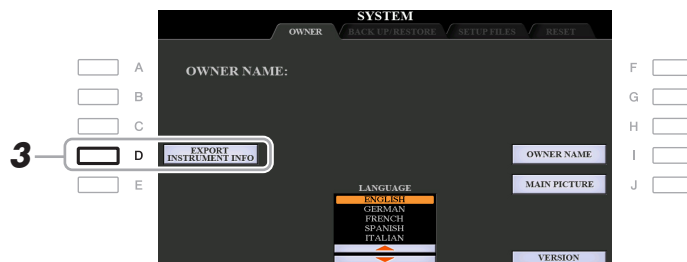 SYSTEM
OWNER BACK UP/RESTORE SETUP FILES RESET
OWNER NAME:
A
B
C
3 D
E
EXPORT
INSTRUMENT INFO
LANGUAGE
ENGLISH
GERMAN
FRENCH
SPANISH
ITALIAN
OWNER NAME
MAIN PICTURE
VERSION
F
G
H
I
J